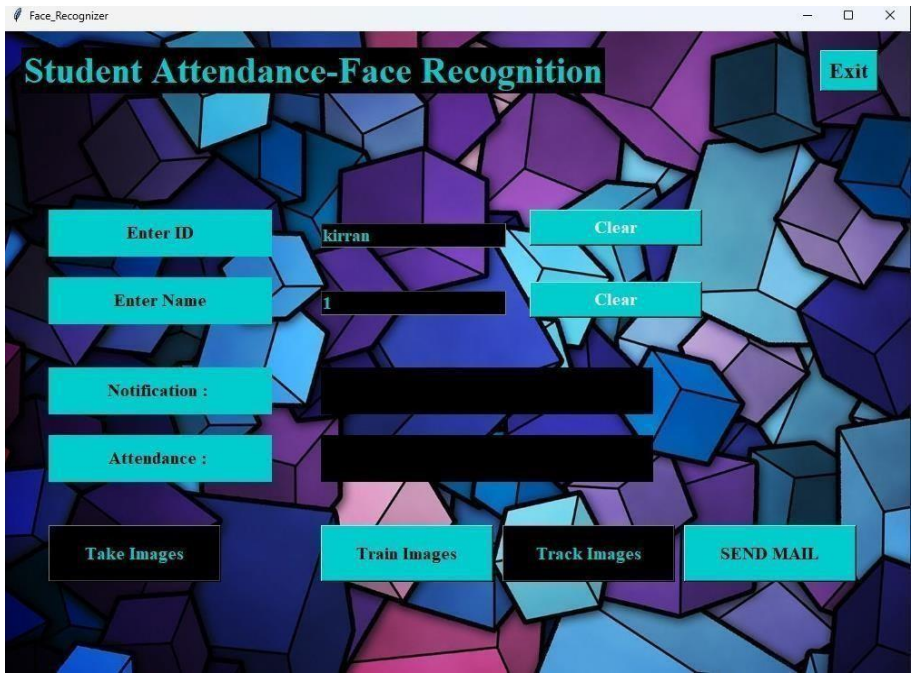 Face_Recognizer
Student Attendance-Face Recognition
Exit
Enter ID
kirran
Clear
Enter Name
1
Clear
Notification :
Attendance :
Take Images
Train Images
Track Images
SEND MAIL